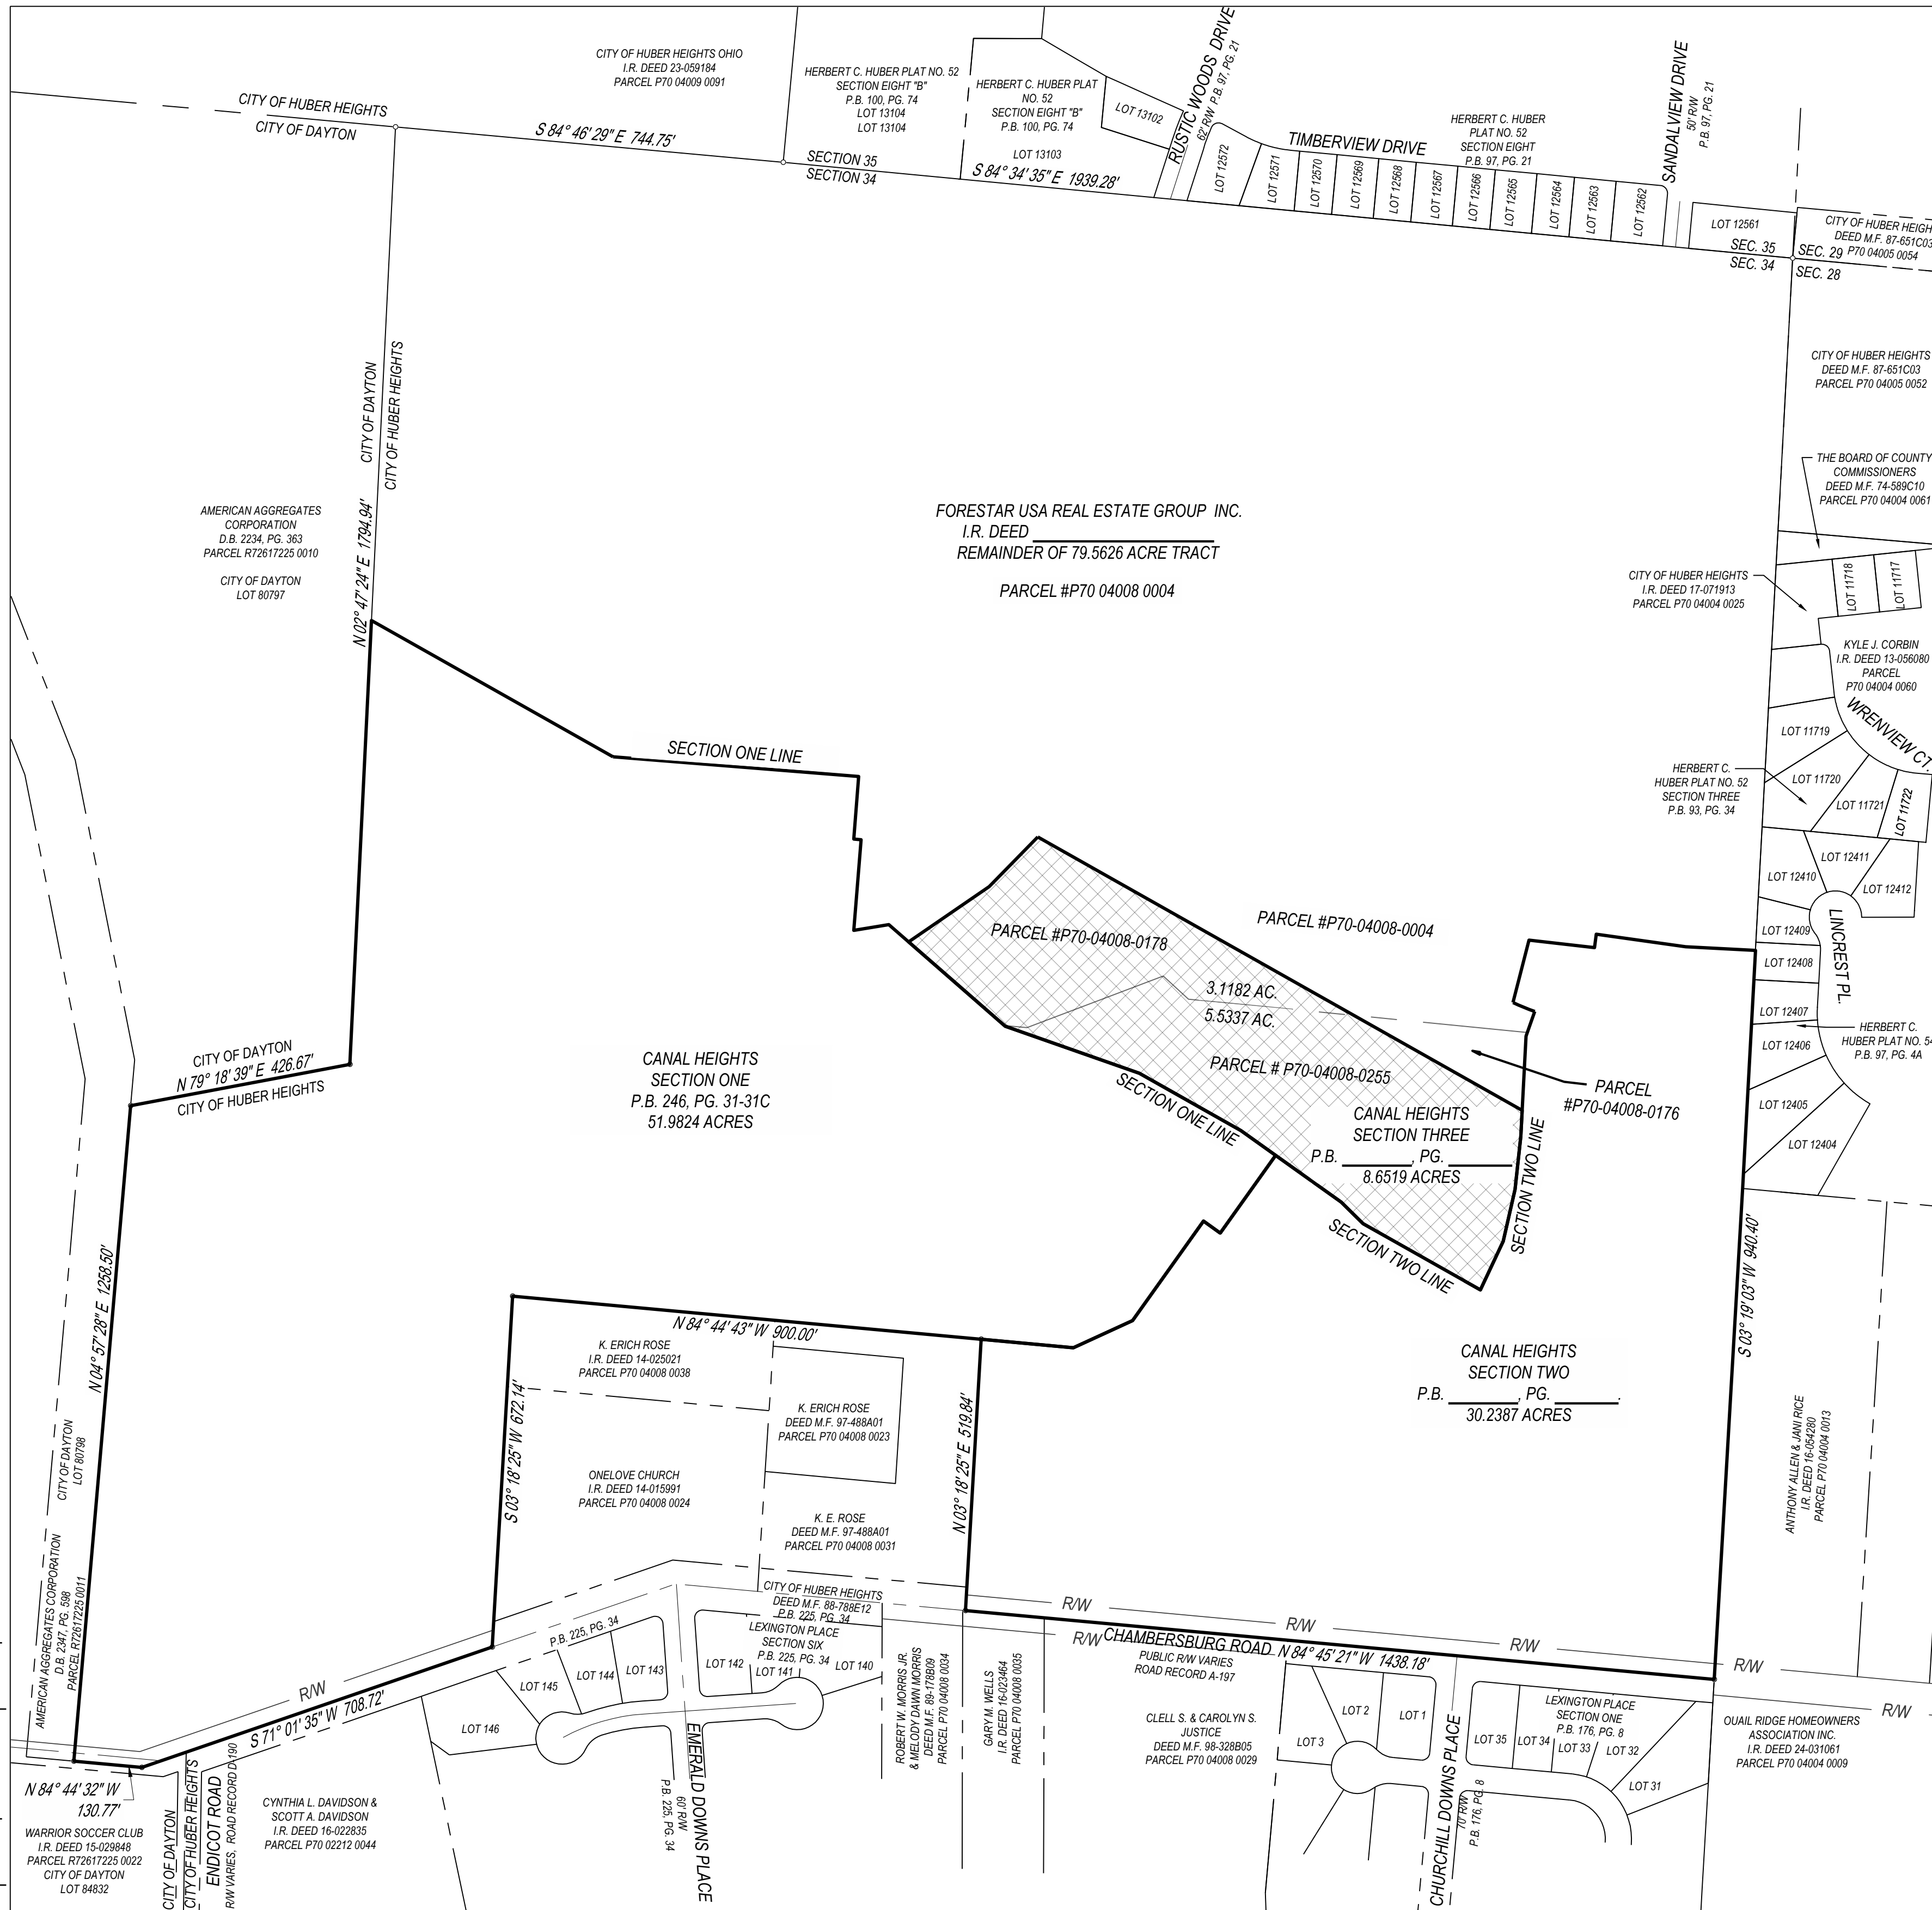 CITY OF HUBER HEIGHTS OHIO
I.R. DEED 23-059184
PARCEL P70 04009 0091
HERBERT C. HUBER PLAT NO. 52
SECTION EIGHT "B"
P.B. 100, PG. 74
LOT 13104
LOT 13104
HERBERT C. HUBER PLAT
NO. 52
SECTION EIGHT "B"
P.B. 100, PG. 74
LOT 13103
LOT 13102
RUSTIC WOODS DRIVE
62' R/W P.B. 97, PG. 21
TIMBERVIEW DRIVE
HERBERT C. HUBER
PLAT NO. 52
SECTION EIGHT
P.B. 97, PG. 21
SANDALVIEW DRIVE
50' R/W
P.B. 97, PG. 21
CITY OF HUBER HEIGHTS
CITY OF DAYTON
S 84° 46' 29" E 744.75'
SECTION 35
SECTION 34
S 84° 34' 35" E 1939.28'
LOT 12572
LOT 12571
LOT 12570
LOT 12569
LOT 12568
LOT 12567
LOT 12566
LOT 12565
LOT 12564
LOT 12563
LOT 12562
LOT 12561
SEC. 35
SEC. 34
SEC. 29
SEC. 28
CITY OF HUBER HEIGH
DEED M.F. 87-651C03
P70 04005 0054
CITY OF HUBER HEIGHTS
DEED M.F. 87-651C03
PARCEL P70 04005 0052
CITY OF DAYTON
CITY OF HUBER HEIGHTS
N 02° 47' 24" E 1794.94'
AMERICAN AGGREGATES
CORPORATION
D.B. 2234, PG. 363
PARCEL R72617225 0010
CITY OF DAYTON
LOT 80797
FORESTAR USA REAL ESTATE GROUP INC.
I.R. DEED
REMAINDER OF 79.5626 ACRE TRACT
PARCEL #P70 04008 0004
THE BOARD OF COUNTY
COMMISSIONERS
DEED M.F. 74-589C10
PARCEL P70 04004 0061
CITY OF HUBER HEIGHTS
I.R. DEED 17-071913
PARCEL P70 04004 0025
LOT 11718
LOT 11717
KYLE J. CORBIN
I.R. DEED 13-056080
PARCEL
P70 04004 0060
WRENVIEW CT.
LOT 11719
LOT 11720
LOT 11721
LOT 11722
HERBERT C.
HUBER PLAT NO. 52
SECTION THREE
P.B. 93, PG. 34
LOT 12411
LOT 12410
LOT 12412
LINCREST PL.
LOT 12409
LOT 12408
LOT 12407
LOT 12406
LOT 12405
LOT 12404
HERBERT C.
HUBER PLAT NO. 54
P.B. 97, PG. 4A
SECTION ONE LINE
PARCEL #P70-04008-0178
PARCEL #P70-04008-0004
3.1182 AC.
5.5337 AC.
PARCEL # P70-04008-0255
PARCEL
#P70-04008-0176
SECTION ONE LINE
CANAL HEIGHTS
SECTION THREE
P.B. , PG.
8.6519 ACRES
SECTION TWO LINE
SECTION TWO LINE
CITY OF DAYTON
N 79° 18' 39" E 426.67'
CITY OF HUBER HEIGHTS
CANAL HEIGHTS
SECTION ONE
P.B. 246, PG. 31-31C
51.9824 ACRES
N 04° 57' 28" E 1258.50'
S 03° 19' 03" W 940.40'
CANAL HEIGHTS
SECTION TWO
P.B. , PG. .
30.2387 ACRES
ANTHONY ALLEN & JANI RICE
I.R. DEED 16-054280
PARCEL P70 04004 0013
N 84° 44' 43" W 900.00'
S 03° 18' 25" W 672.14'
N 03° 18' 25" E 519.84'
K. ERICH ROSE
I.R. DEED 14-025021
PARCEL P70 04008 0038
K. ERICH ROSE
DEED M.F. 97-488A01
PARCEL P70 04008 0023
ONELOVE CHURCH
I.R. DEED 14-015991
PARCEL P70 04008 0024
K. E. ROSE
DEED M.F. 97-488A01
PARCEL P70 04008 0031
CITY OF DAYTON
LOT 80798
AMERICAN AGGREGATES CORPORATION
D.B. 2347, PG. 598
PARCEL R72617225 0011
CITY OF HUBER HEIGHTS
DEED M.F. 88-788E12
P.B. 225, PG. 34
LEXINGTON PLACE
SECTION SIX
P.B. 225, PG. 34
P.B. 225, PG. 34
LOT 146
LOT 145
LOT 144
LOT 143
LOT 142
LOT 141
LOT 140
R/W
S 71° 01' 35" W 708.72'
EMERALD DOWNS PLACE
60' R/W
P.B. 225, PG. 34
ROBERT W. MORRIS JR.
& MELODY DAWN MORRIS
DEED M.F. 89-178B09
PARCEL P70 04008 0034
GARY M. WELLS
I.R. DEED 16-023464
PARCEL P70 04008 0035
R/W
R/W
R/W
R/W
R/W
R/W
CHAMBERSBURG ROAD
N 84° 45' 21" W 1438.18'
PUBLIC R/W VARIES
ROAD RECORD A-197
CLELL S. & CAROLYN S.
JUSTICE
DEED M.F. 98-328B05
PARCEL P70 04008 0029
LOT 3
LOT 2
LOT 1
CHURCHILL DOWNS PLACE
70' R/W
P.B. 176, PG. 8
LEXINGTON PLACE
SECTION ONE
P.B. 176, PG. 8
LOT 35
LOT 34
LOT 33
LOT 32
LOT 31
QUAIL RIDGE HOMEOWNERS
ASSOCIATION INC.
I.R. DEED 24-031061
PARCEL P70 04004 0009
N 84° 44' 32" W
130.77'
WARRIOR SOCCER CLUB
I.R. DEED 15-029848
PARCEL R72617225 0022
CITY OF DAYTON
LOT 84832
CITY OF DAYTON
CITY OF HUBER HEIGHTS
ENDICOT ROAD
R/W VARIES, ROAD RECORD D-190
CYNTHIA L. DAVIDSON &
SCOTT A. DAVIDSON
I.R. DEED 16-022835
PARCEL P70 02212 0044